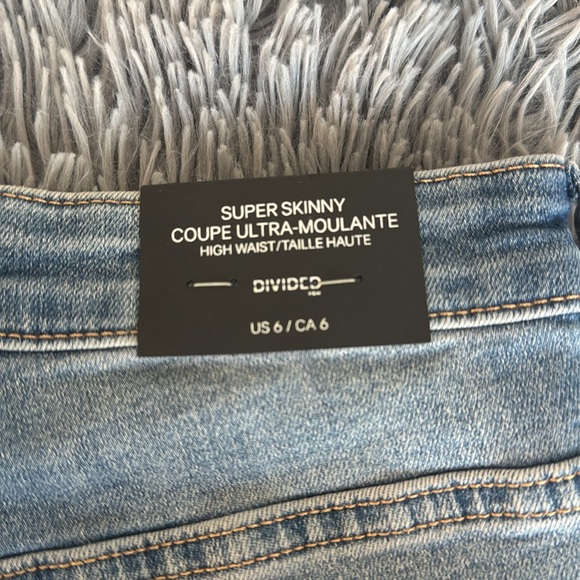 SUPER SKINNY
COUPE ULTRA-MOULANTE
HIGH WAIST/TAILLE HAUTE
DIVIDED
H&M
US 6 / CA 6